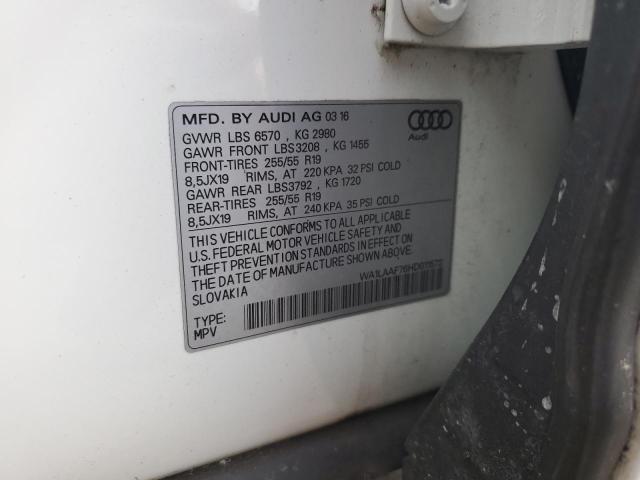 MFD. BY AUDI AG 03 16
Audi
GVWR LBS 6570 , KG 2980
GAWR FRONT LBS3208 , KG 1455
FRONT-TIRES 255/55 R19
8,5JX19 RIMS, AT 220 KPA 32 PSI COLD
GAWR REAR LBS3792 , KG 1720
REAR-TIRES 255/55 R19
8,5JX19 RIMS, AT 240 KPA 35 PSI COLD
THIS VEHICLE CONFORMS TO ALL APPLICABLE
U.S. FEDERAL MOTOR VEHICLE SAFETY AND
THEFT PREVENTION STANDARDS IN EFFECT ON
THE DATE OF MANUFACTURE SHOWN ABOVE.
SLOVAKIA
TYPE:
MPV